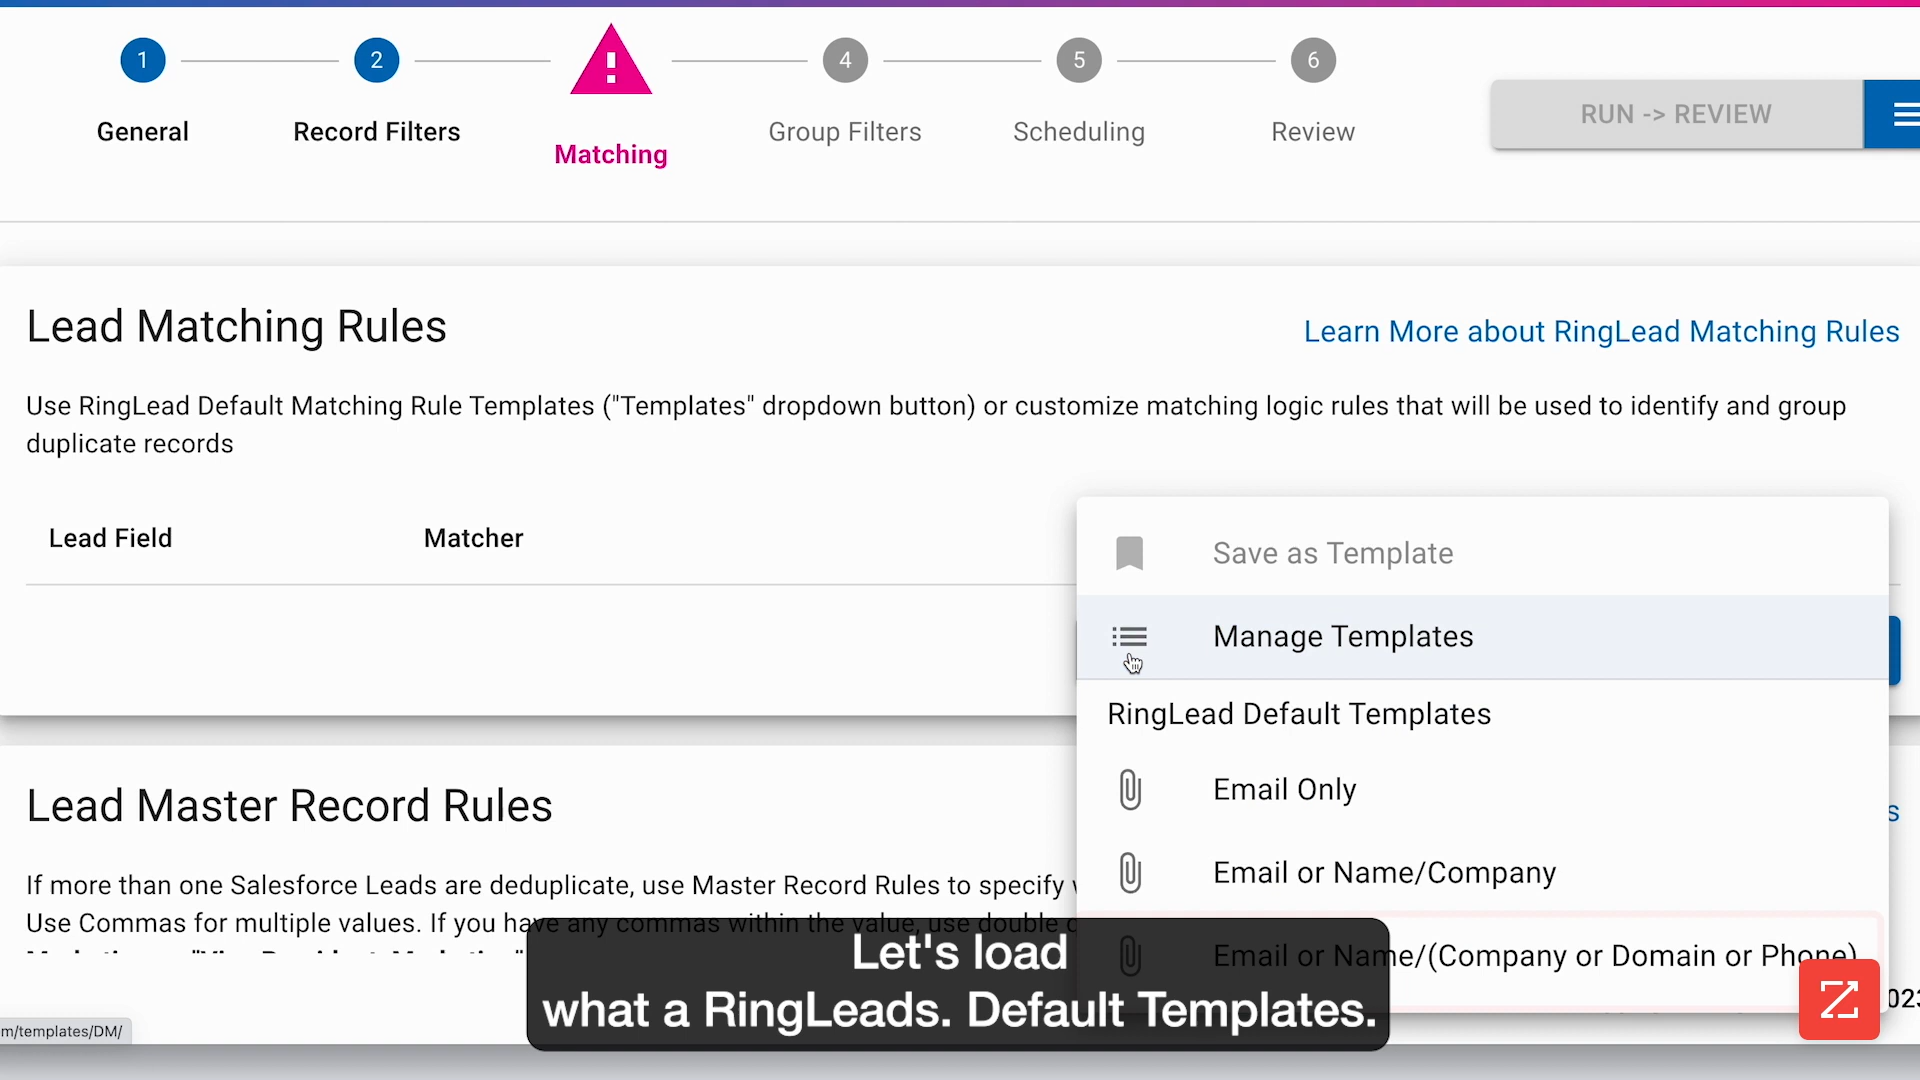 1
2
4
5
6
General
Record Filters
Matching
Group Filters
Scheduling
Review
RUN -> REVIEW
Lead Matching Rules
Learn More about RingLead Matching Rules
Use RingLead Default Matching Rule Templates ("Templates" dropdown button) or customize matching logic rules that will be used to identify and group
duplicate records
Lead Field
Matcher
Save as Template
Manage Templates
RingLead Default Templates
Email Only
Email or Name/Company
Email or Name/(Company or Domain or Phone)
Lead Master Record Rules
If more than one Salesforce Leads are deduplicate, use Master Record Rules to specify
Use Commas for multiple values. If you have any commas within the value, use double
Let's load
what a RingLeads. Default Templates.
m/templates/DM/